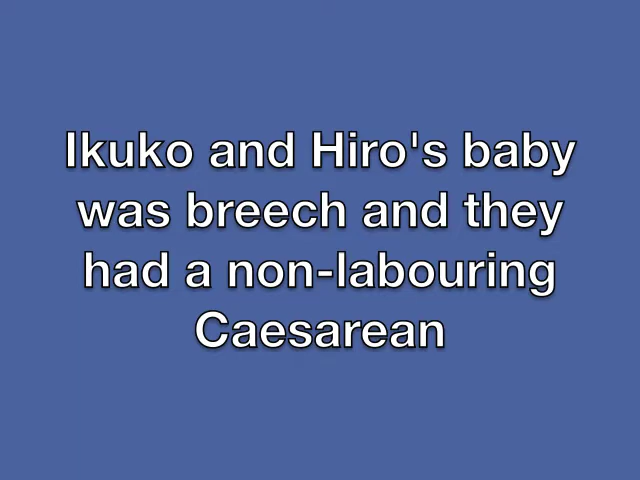 Ikuko and Hiro's baby
was breech and they
had a non-labouring
Caesarean